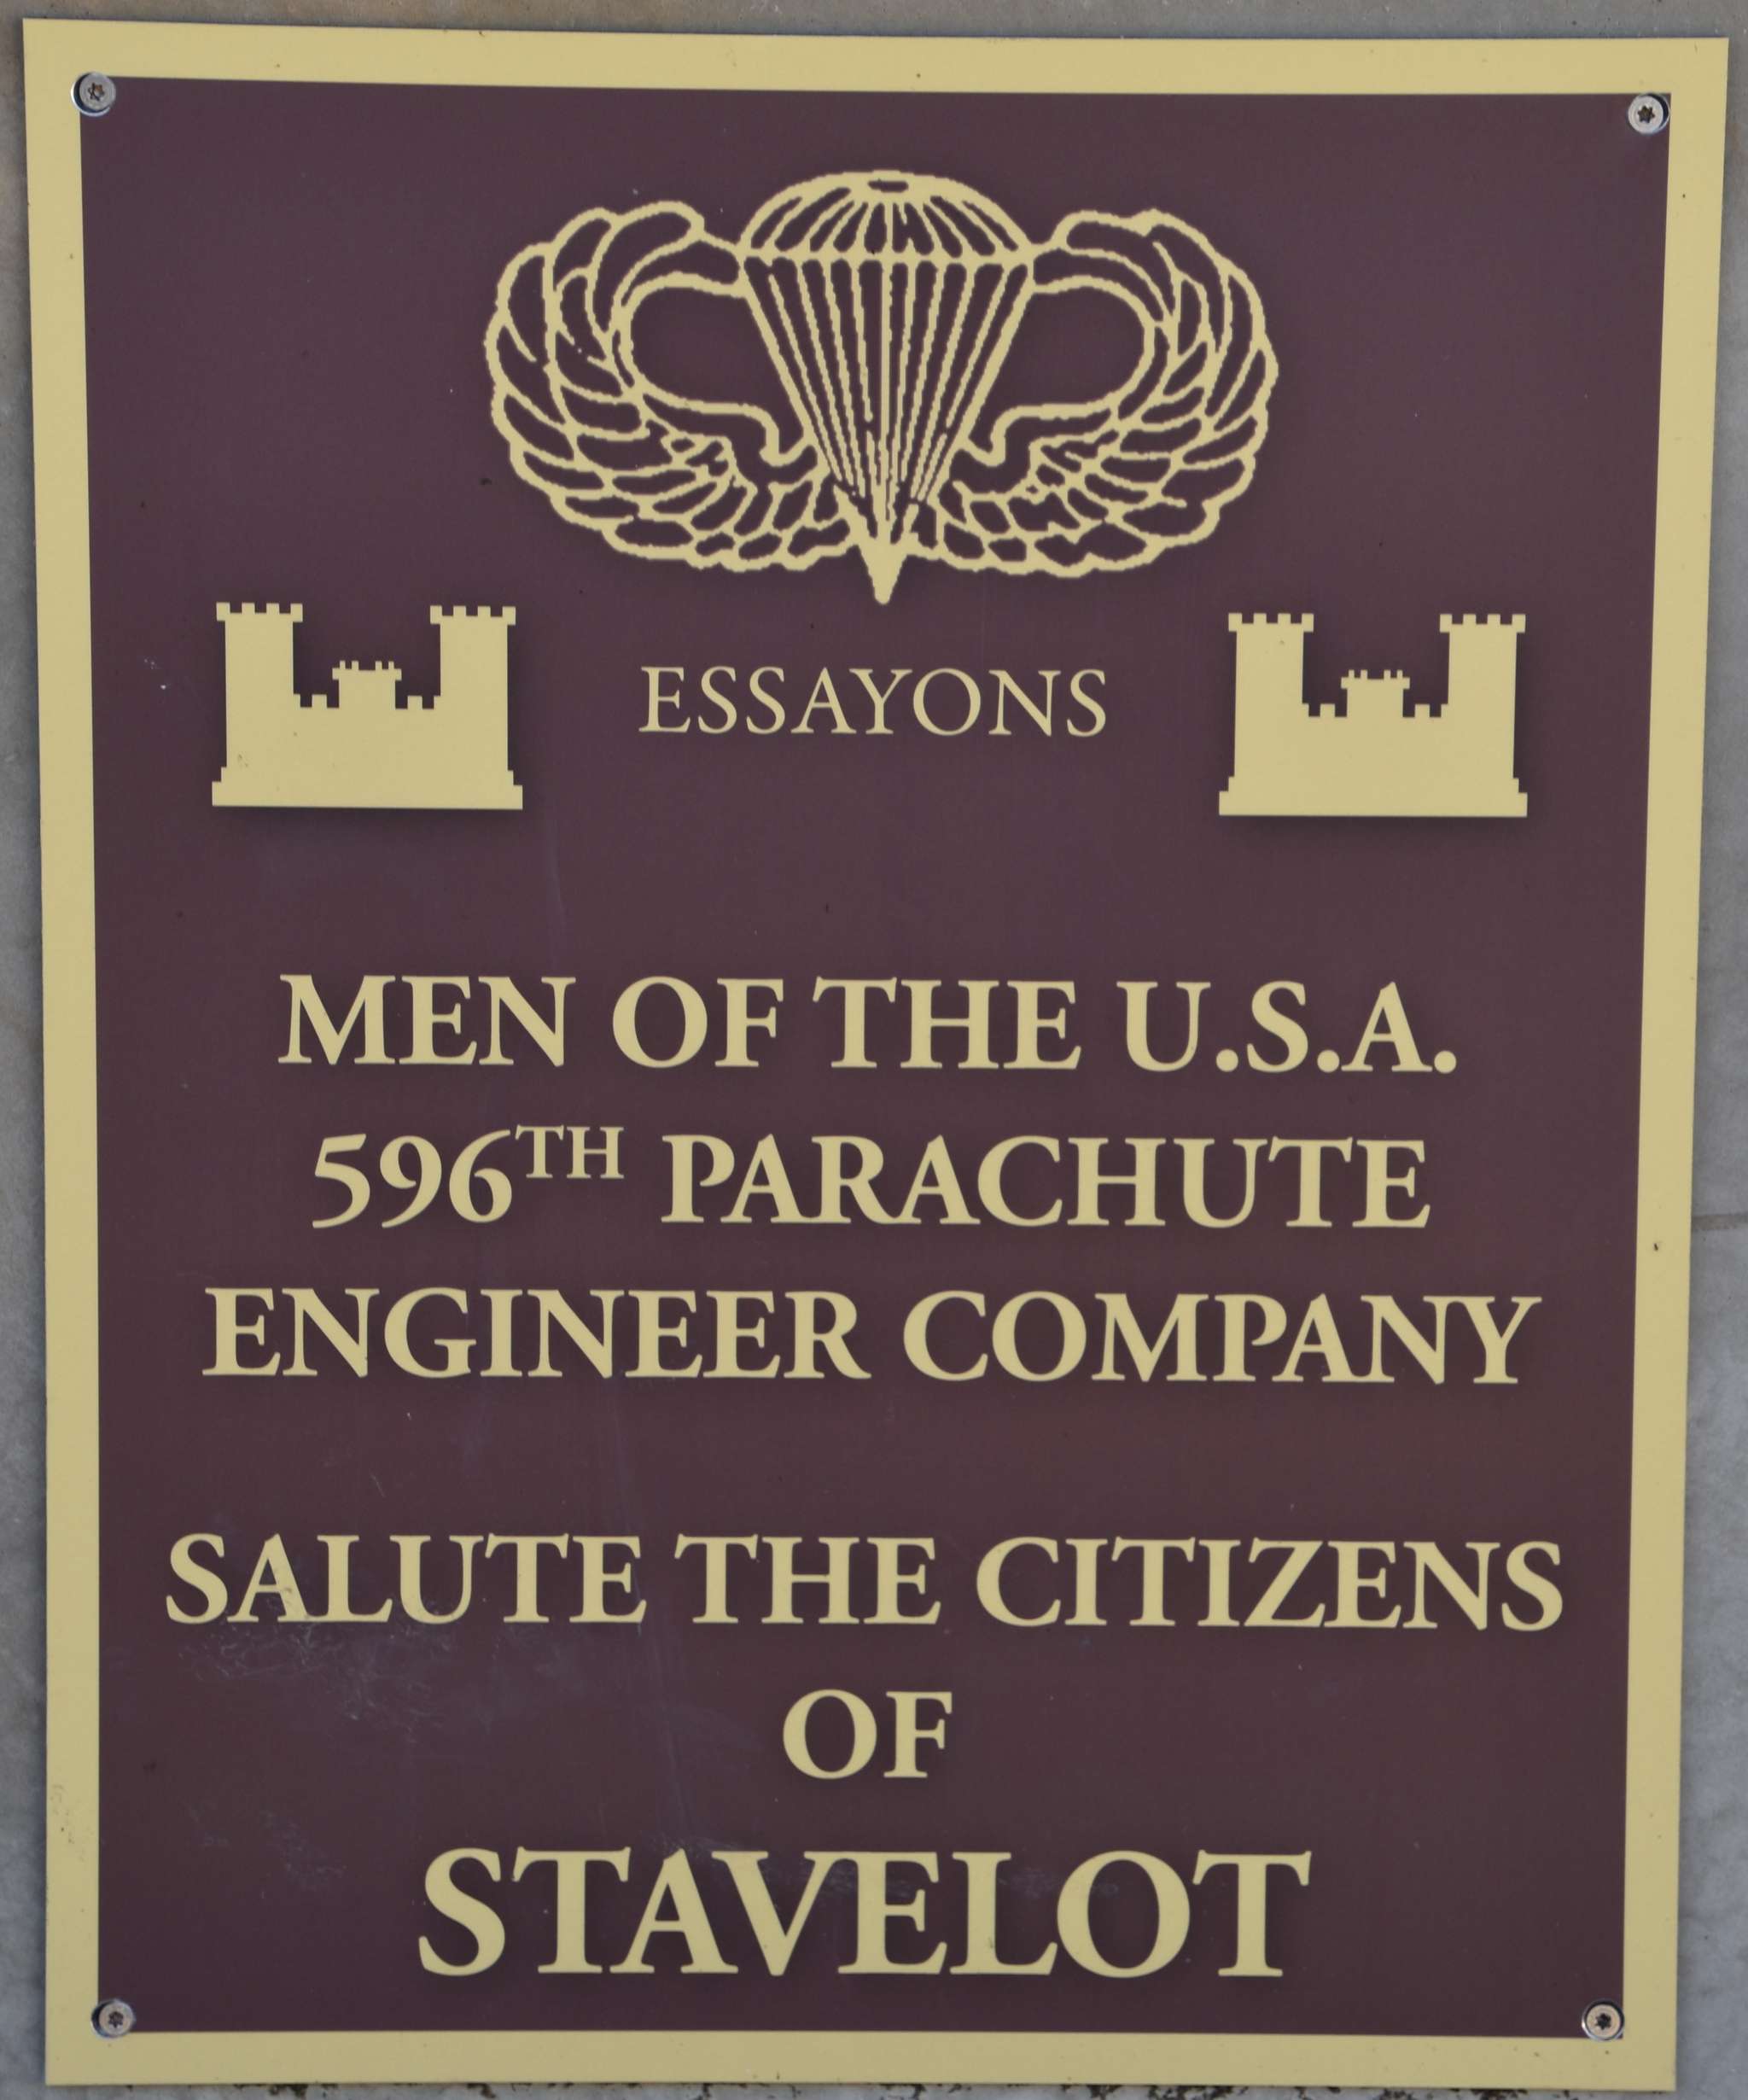 ESSAYONS
MEN OF THE U.S.A.
596TH PARACHUTE
ENGINEER COMPANY
SALUTE THE CITIZENS
OF
STAVELOT